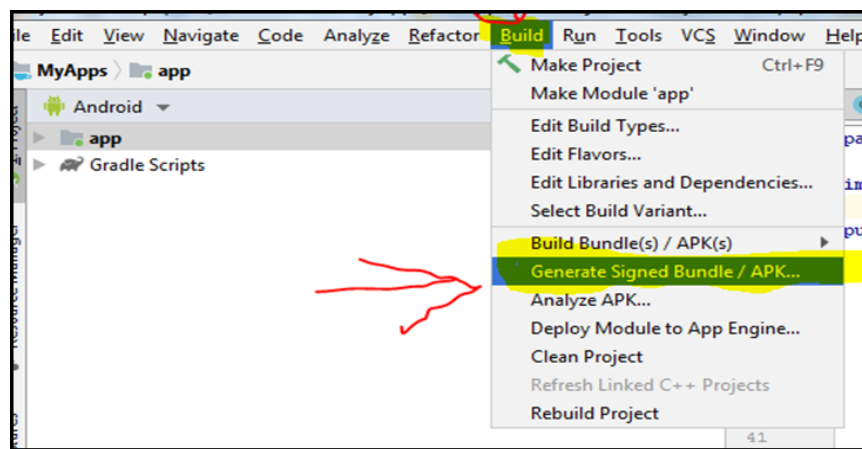 ile Edit View Navigate Code Analyze Refactor Build Run Tools VCS Window Help
MyApps app
Android
app
Gradle Scripts
Make Project Ctrl+F9
Make Module 'app'
Edit Build Types...
Edit Flavors...
Edit Libraries and Dependencies...
Select Build Variant...
Build Bundle(s) / APK(s)
Generate Signed Bundle / APK...
Analyze APK...
Deploy Module to App Engine...
Clean Project
Refresh Linked C++ Projects
Rebuild Project
pa
im
pu
41